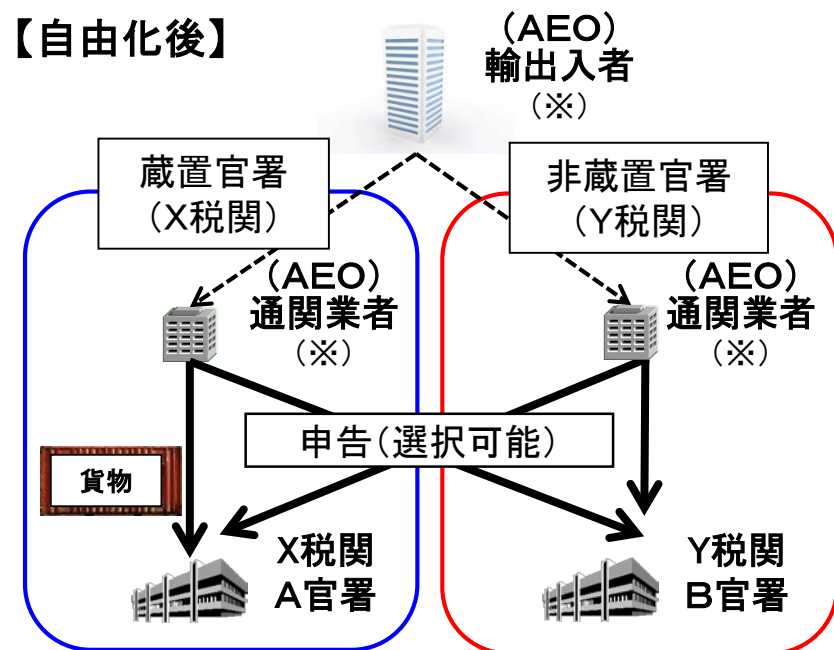 【自由化後】
（AEO）
輸出入者
（※）
蔵置官署
（X税関）
非蔵置官署
（Y税関）
（AEO）
通関業者
（※）
（AEO）
通関業者
（※）
申告（選択可能）
貨物
X税関
A官署
Y税関
B官署